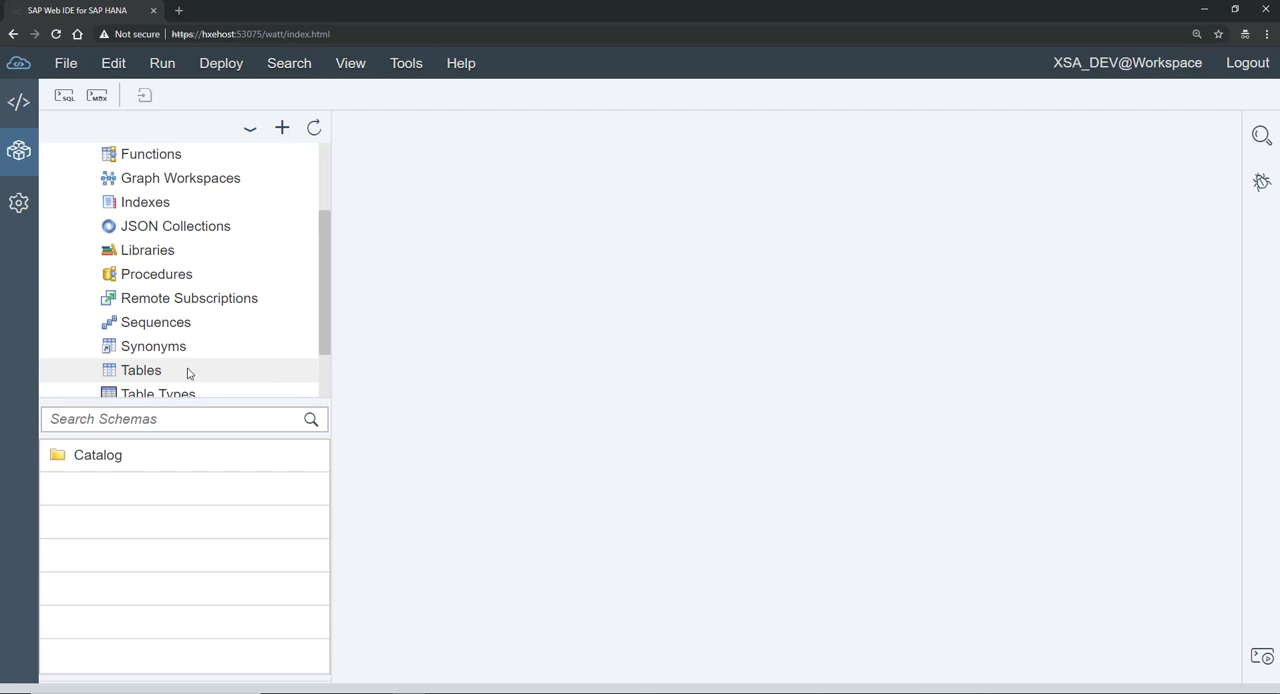 SAP Web IDE for SAP HANA
Not secure | https://hxehost:53075/watt/index.html
File Edit Run Deploy Search View Tools Help XSA_DEV@Workspace Logout
SQL MDX
Functions
Graph Workspaces
Indexes
JSON Collections
Libraries
Procedures
Remote Subscriptions
Sequences
Synonyms
Tables
Table Types
Search Schemas
Catalog